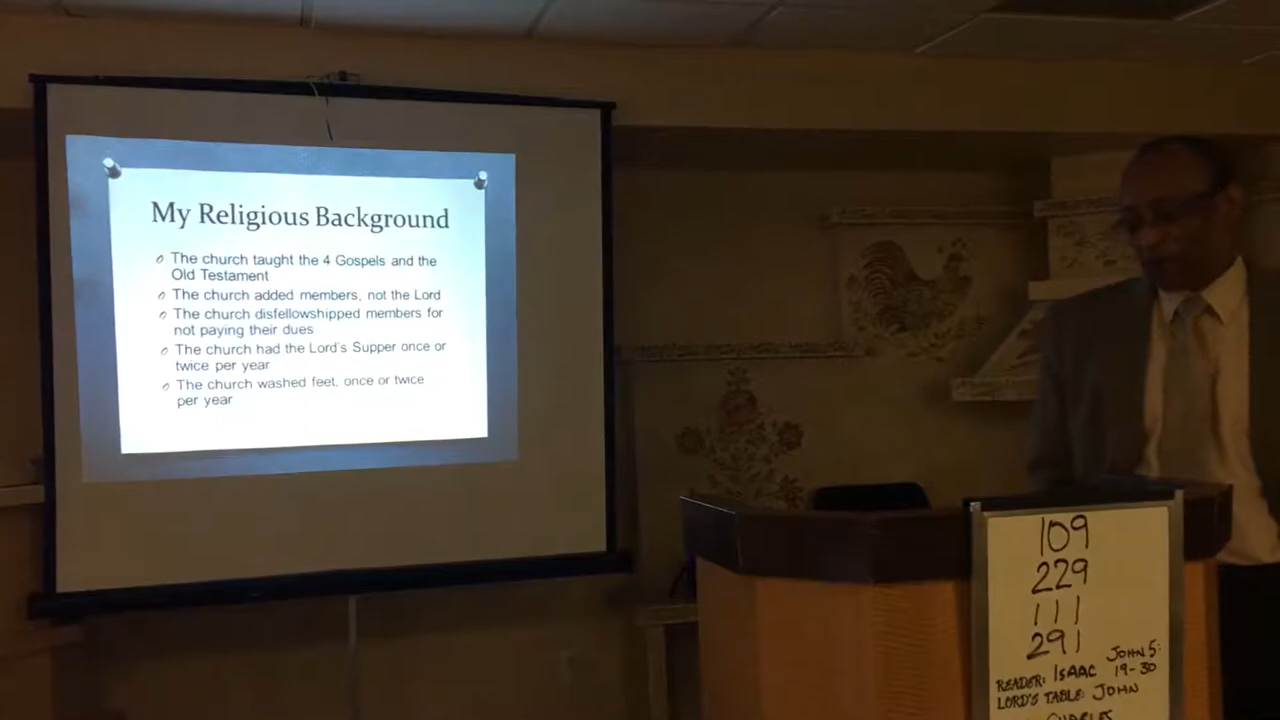 My Religious Background
The church taught the 4 Gospels and the
Old Testament
The church added members, not the Lord
The church disfellowshipped members for
not paying their dues
The church had the Lord's Supper once or
twice per year
The church washed feet, once or twice
per year
109
229
111
291
JOHN 5:
READER: ISAAC 19-30
LORD'S TABLE: JOHN
CHARLES